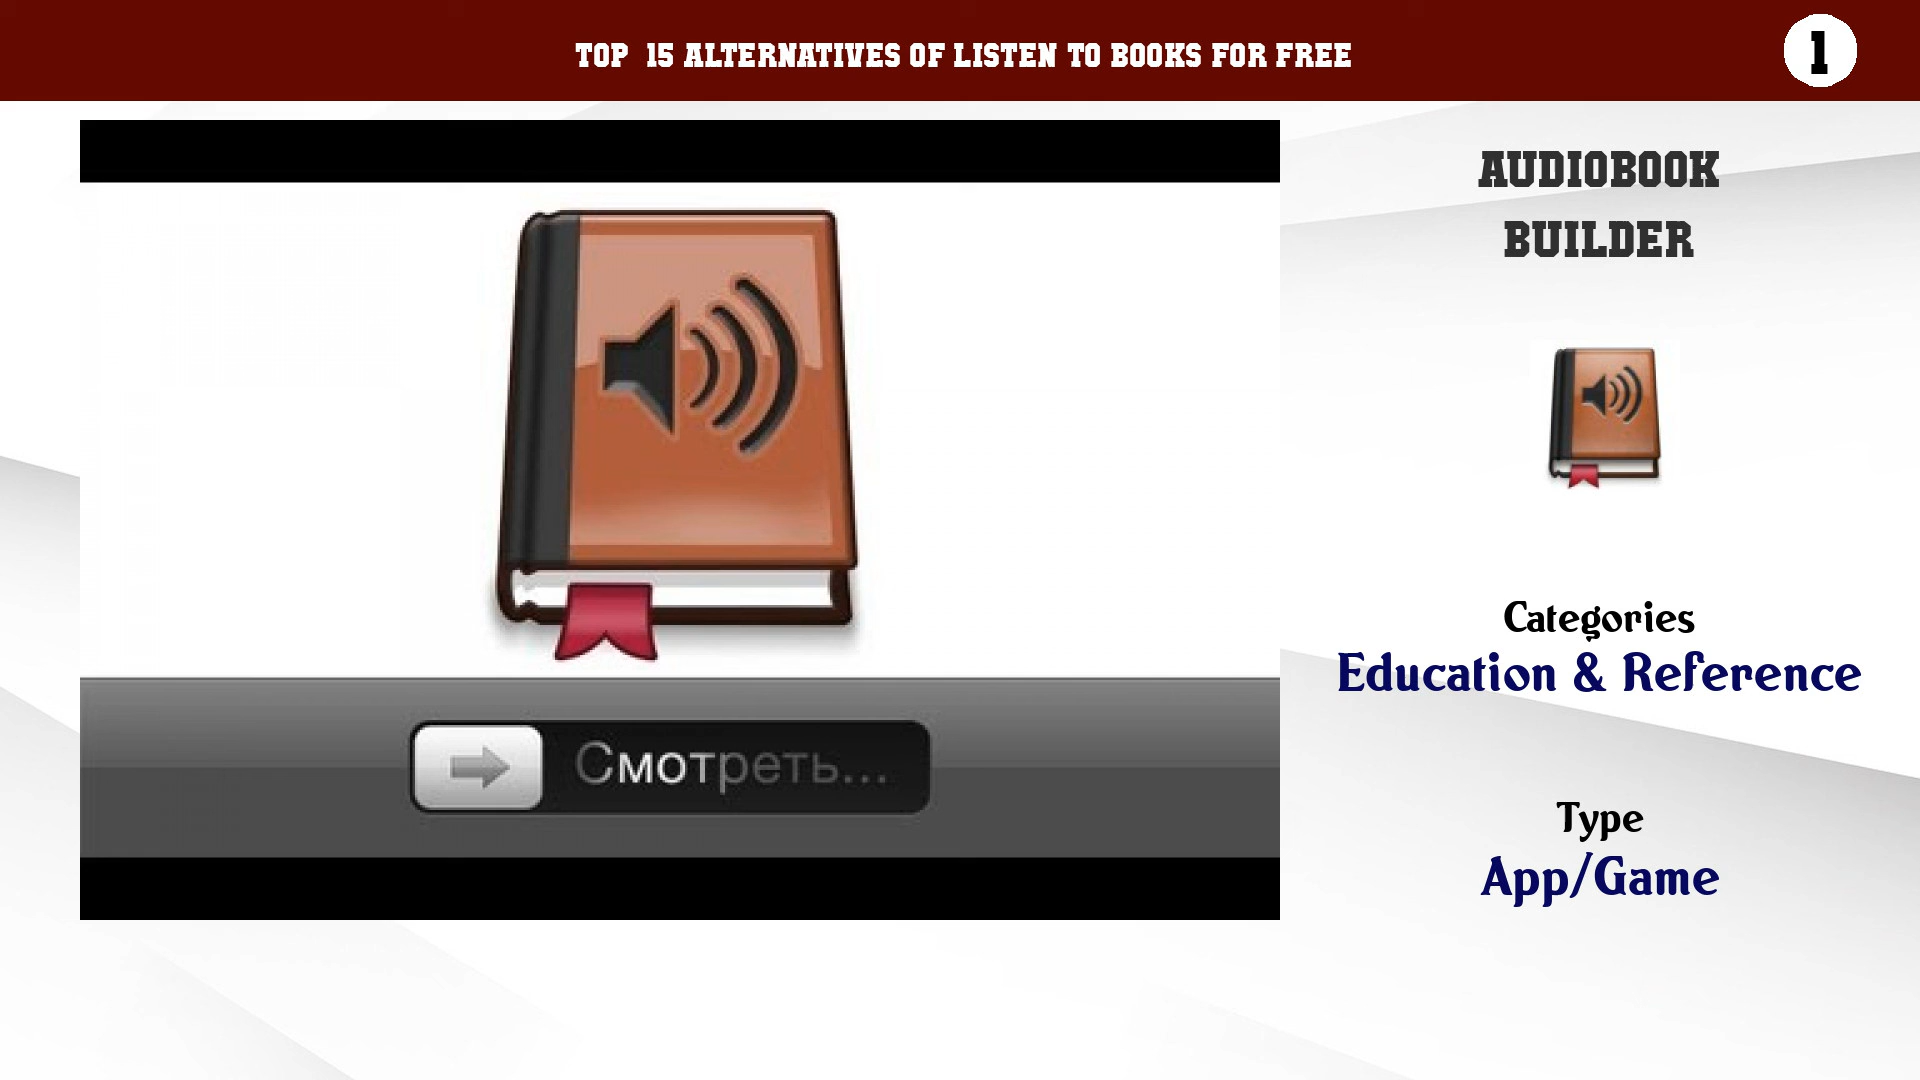 TOP 15 ALTERNATIVES OF LISTEN TO BOOKS FOR FREE
1
AUDIOBOOK
BUILDER
Categories
Education & Reference
Type
App/Game
Смотреть...